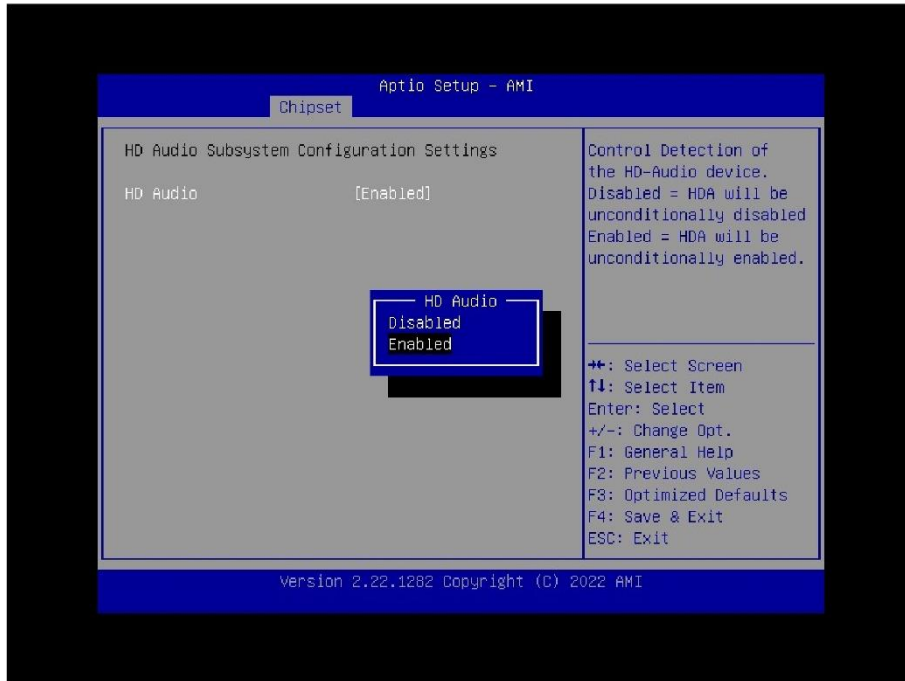 Aptio Setup - AMI
Chipset
HD Audio Subsystem Configuration Settings
HD Audio [Enabled]
HD Audio
Disabled
Enabled
Control Detection of
the HD-Audio device.
Disabled = HDA will be
unconditionally disabled
Enabled = HDA will be
unconditionally enabled.
→←: Select Screen
↑↓: Select Item
Enter: Select
+/-: Change Opt.
F1: General Help
F2: Previous Values
F3: Optimized Defaults
F4: Save & Exit
ESC: Exit
Version 2.22.1282 Copyright (C) 2022 AMI